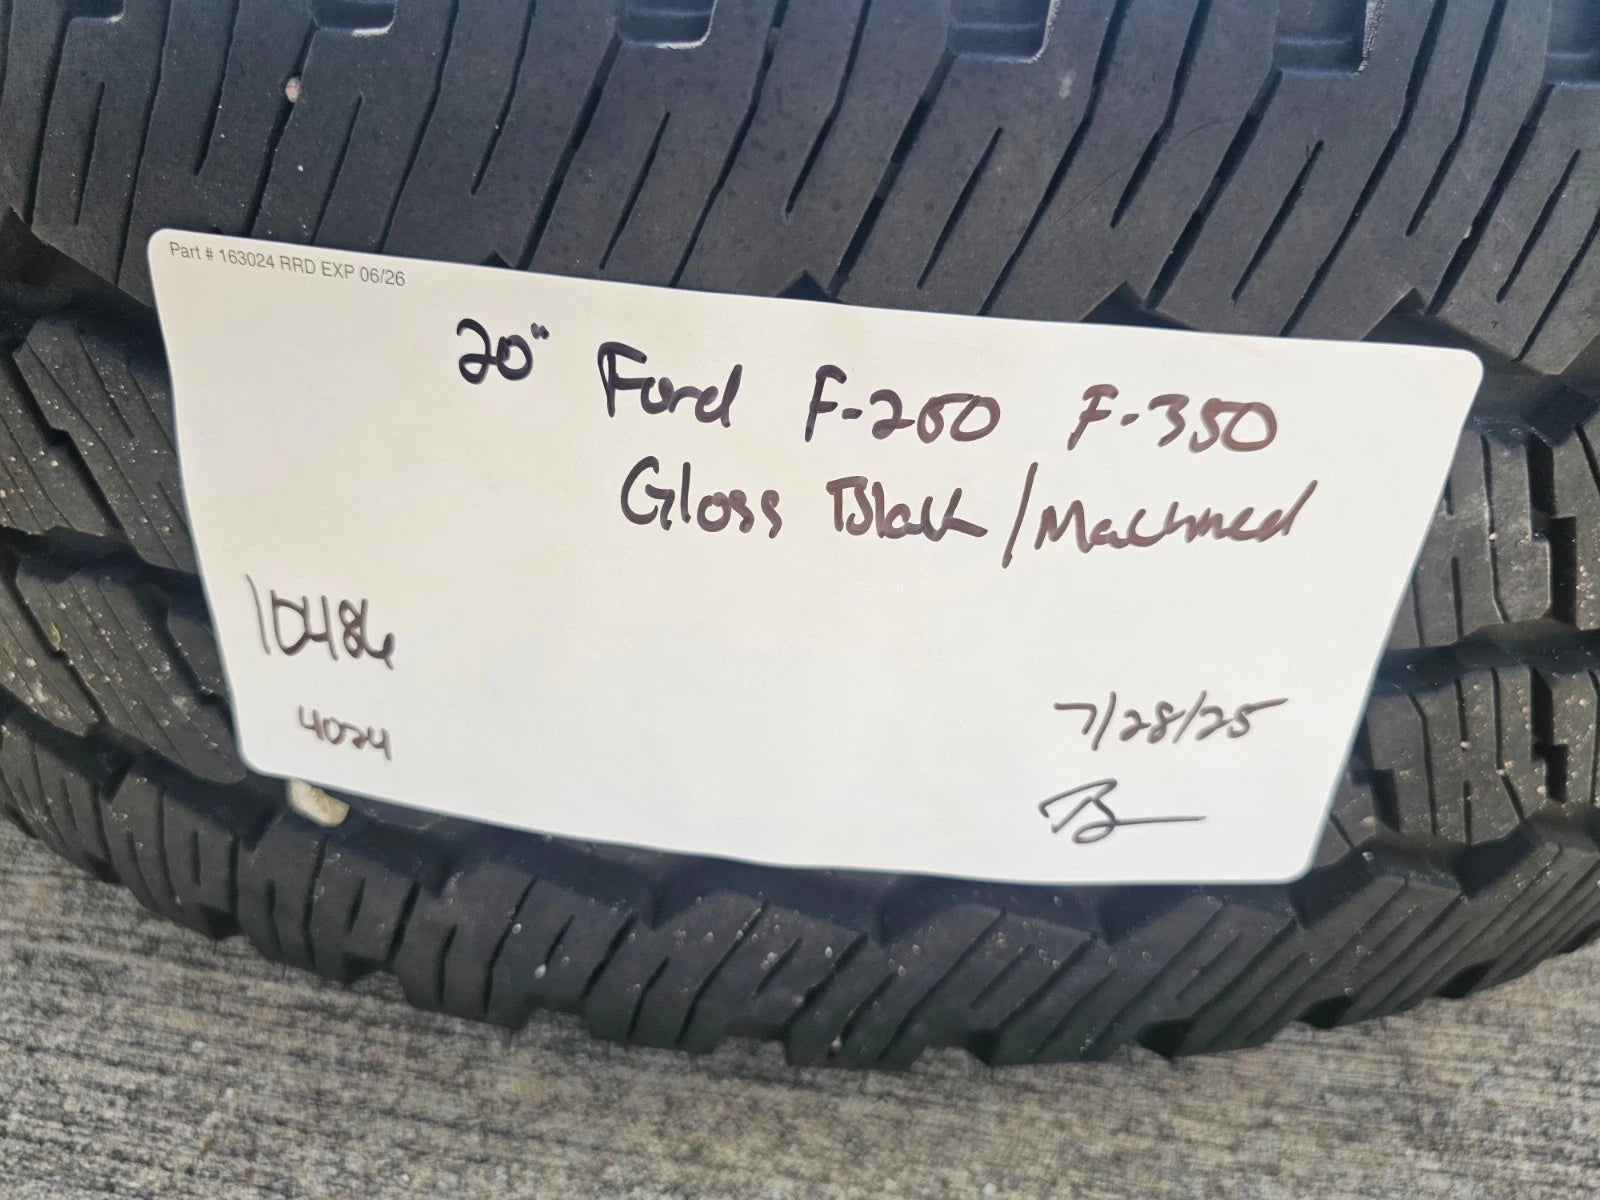 Part # 163024 RRD EXP 06/26
20" Ford F-250 F-350
Gloss Black/Machined
10486
4024
7/28/25